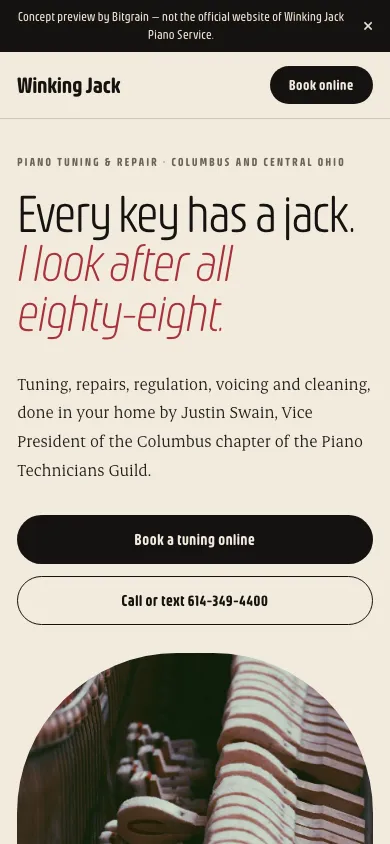 Concept preview by Bitgrain — not the official website of Winking Jack
Piano Service.
×
Winking Jack
Book online
PIANO TUNING & REPAIR · COLUMBUS AND CENTRAL OHIO
Every key has a jack.
I look after all
eighty-eight.
Tuning, repairs, regulation, voicing and cleaning,
done in your home by Justin Swain, Vice
President of the Columbus chapter of the Piano
Technicians Guild.
Book a tuning online
Call or text 614-349-4400